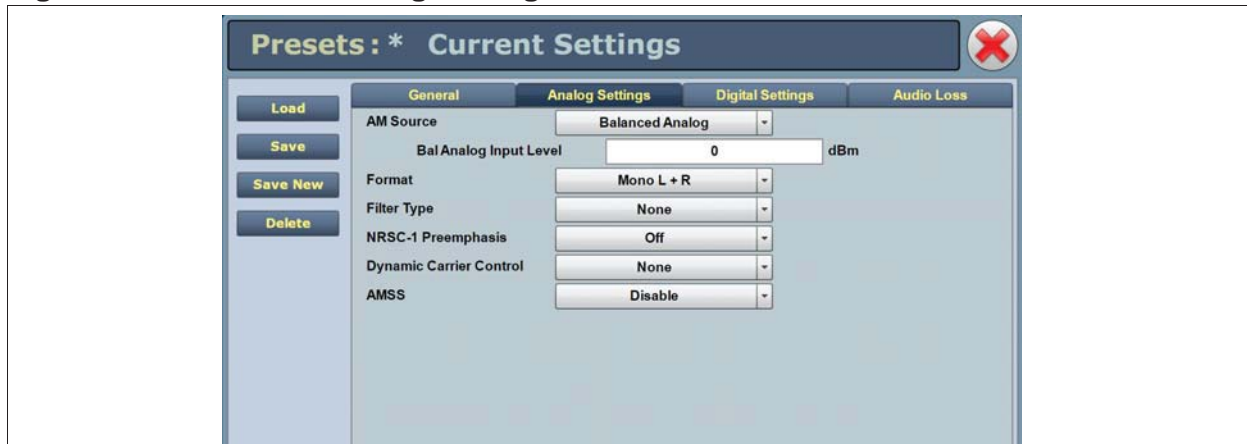 Presets: * Current Settings
Load
Save
Save New
Delete
General Analog Settings Digital Settings Audio Loss
AM Source Balanced Analog
Bal Analog Input Level 0 dBm
Format Mono L + R
Filter Type None
NRSC-1 Preemphasis Off
Dynamic Carrier Control None
AMSS Disable